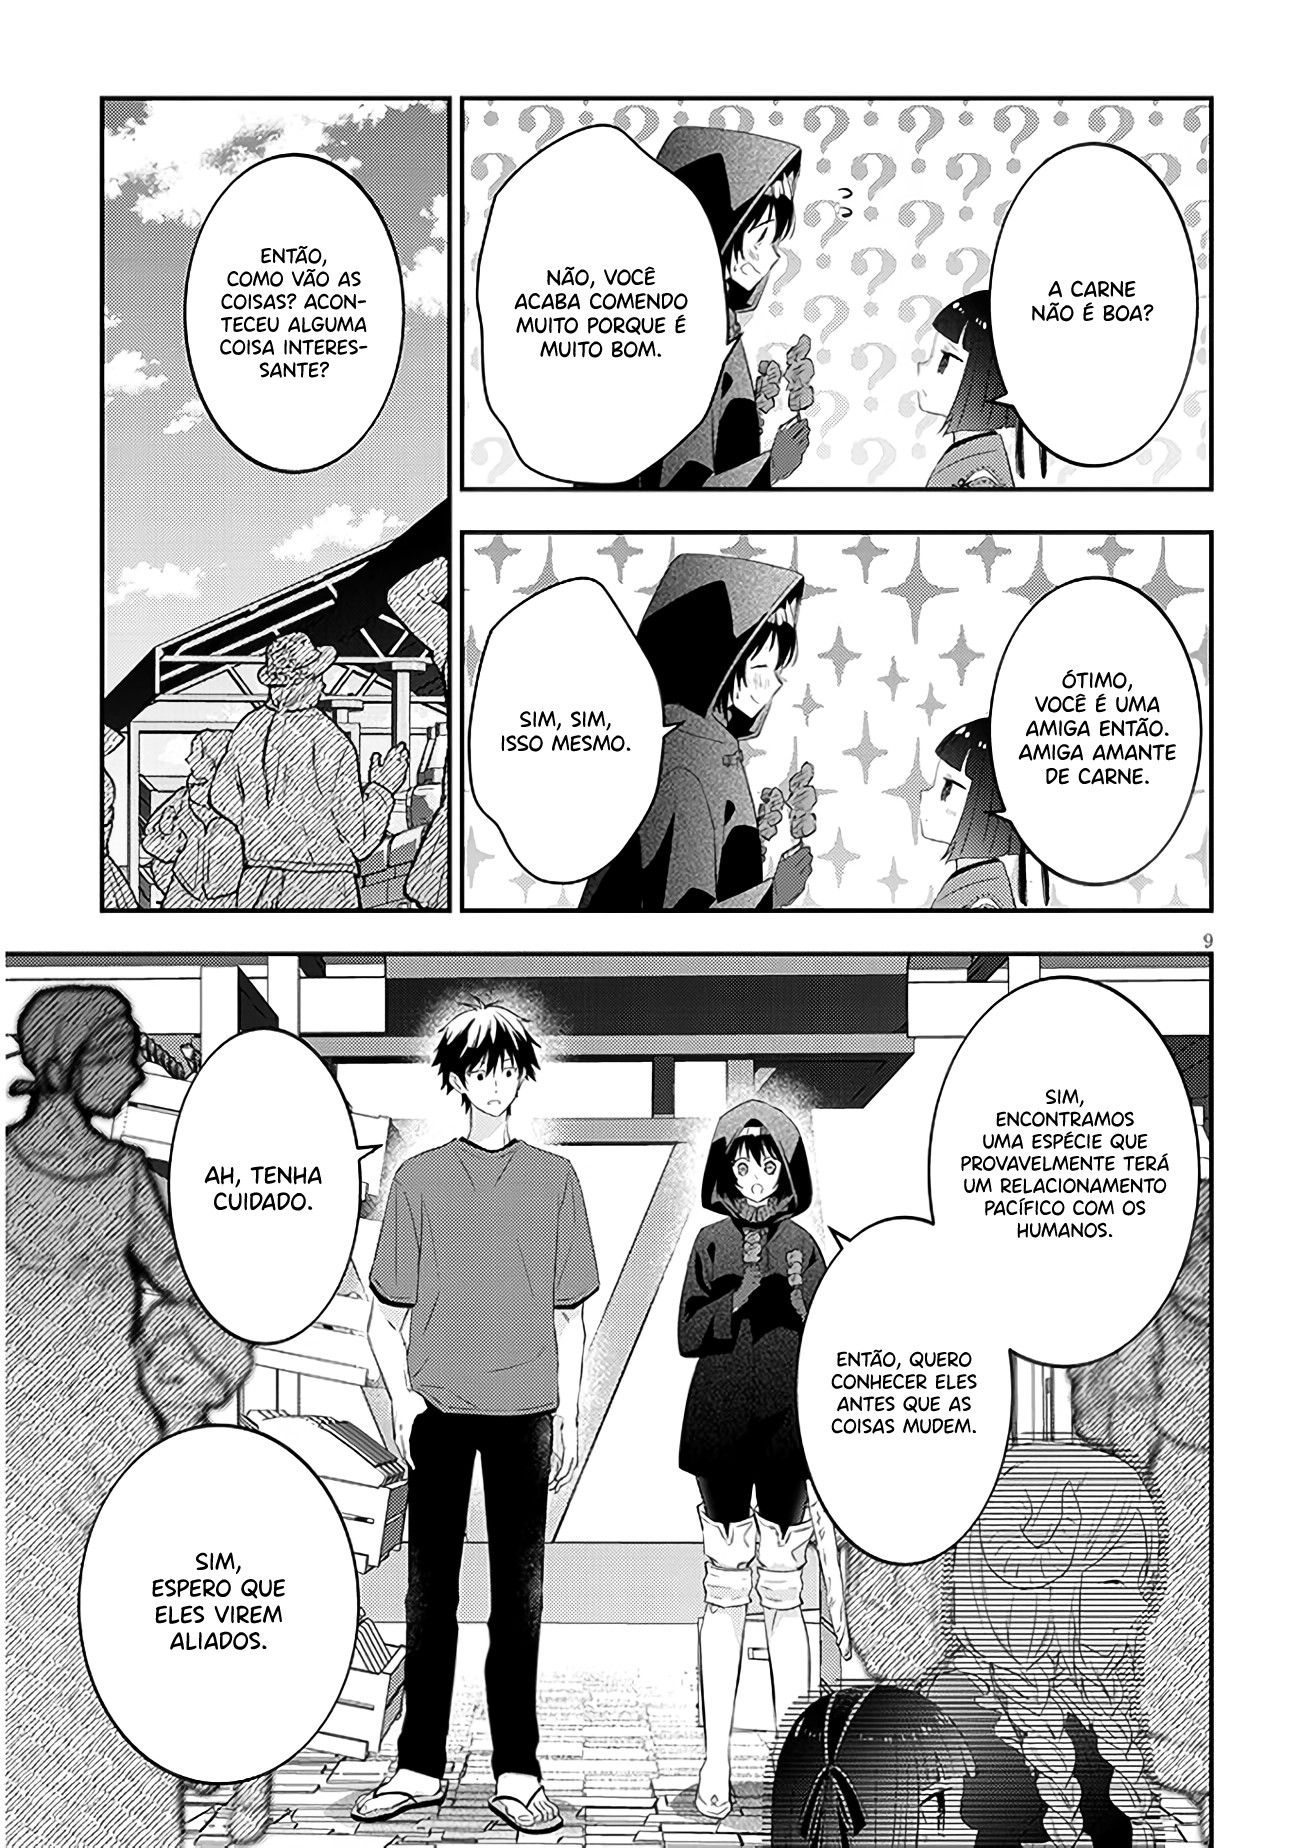 A CARNE
NÃO É BOA?
NÃO, VOCÊ
ACABA COMENDO
MUITO PORQUE É
MUITO BOM.
ÓTIMO,
VOCÊ É UMA
AMIGA ENTÃO.
AMIGA AMANTE
DE CARNE.
SIM, SIM,
ISSO MESMO.
ENTÃO,
COMO VÃO AS
COISAS? ACON-
TECEU ALGUMA
COISA INTERES-
SANTE?
9
SIM,
ENCONTRAMOS
UMA ESPÉCIE QUE
PROVAVELMENTE TERÁ
UM RELACIONAMENTO
PACÍFICO COM OS
HUMANOS.
ENTÃO, QUERO
CONHECER ELES
ANTES QUE AS
COISAS MUDEM.
AH, TENHA
CUIDADO.
SIM,
ESPERO QUE
ELES VIREM
ALIADOS.